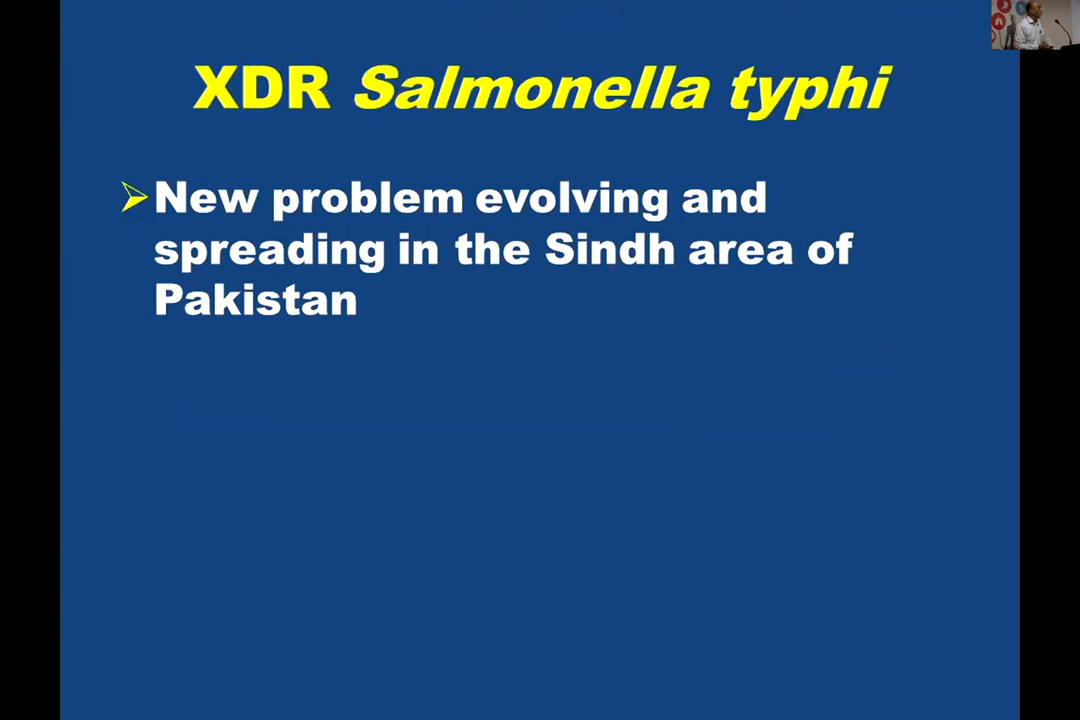 XDR Salmonella typhi
New problem evolving and
spreading in the Sindh area of
Pakistan